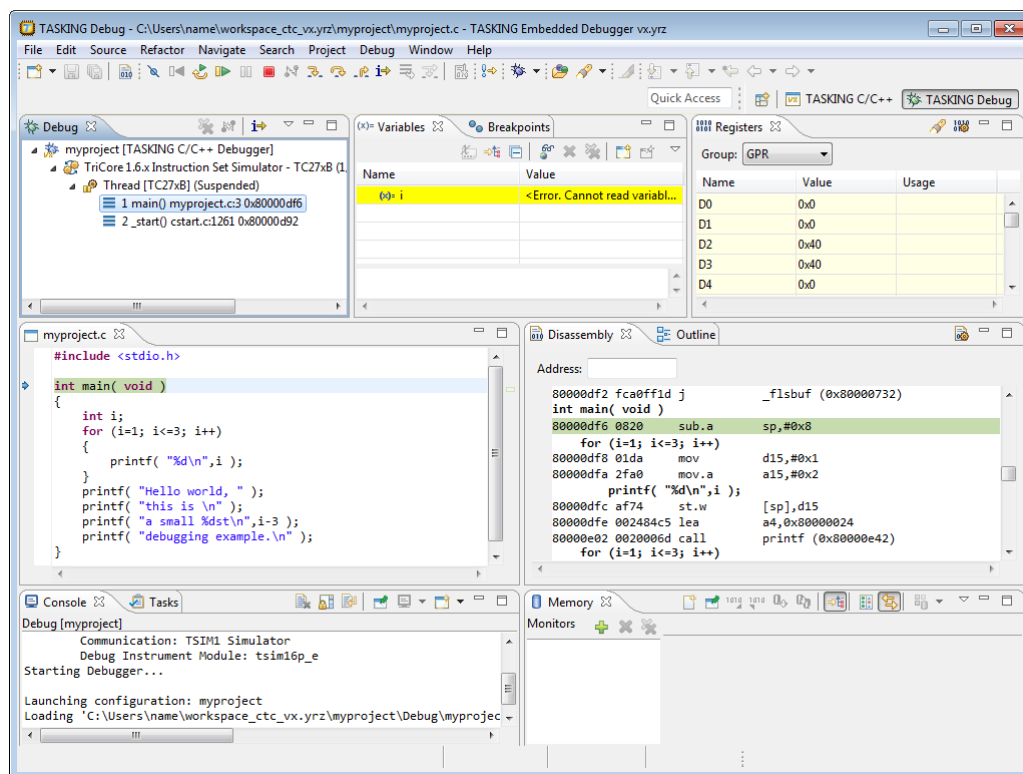 TASKING Debug - C:\Users\name\workspace_ctc_vx.yrz\myproject\myproject.c - TASKING Embedded Debugger vx.yrz
File Edit Source Refactor Navigate Search Project Debug Window Help
Quick Access TASKING C/C++ TASKING Debug
Debug
myproject [TASKING C/C++ Debugger]
TriCore 1.6.x Instruction Set Simulator - TC27xB (1.
Thread [TC27xB] (Suspended)
1 main() myproject.c:3 0x80000df6
2 _start() cstart.c:1261 0x80000d92
(x)= Variables Breakpoints
Name Value
(x)= i <Error. Cannot read variabl...
Registers
Group: GPR
Name Value Usage
D0 0x0
D1 0x0
D2 0x40
D3 0x40
D4 0x0
myproject.c
#include <stdio.h>
int main( void )
{
int i;
for (i=1; i<=3; i++)
{
printf( "%d\n",i );
}
printf( "Hello world, " );
printf( "this is \n" );
printf( "a small %dst\n",i-3 );
printf( "debugging example.\n" );
}
Disassembly Outline
Address:
80000df2 fca0ff1d j _flsbuf (0x80000732)
int main( void )
80000df6 0820 sub.a sp,#0x8
for (i=1; i<=3; i++)
80000df8 01da mov d15,#0x1
80000dfa 2fa0 mov.a a15,#0x2
printf( "%d\n",i );
80000dfc af74 st.w [sp],d15
80000dfe 002484c5 lea a4,0x80000024
80000e02 0020006d call printf (0x80000e42)
for (i=1; i<=3; i++)
Console Tasks
Debug [myproject]
Communication: TSIM1 Simulator
Debug Instrument Module: tsim16p_e
Starting Debugger...
Launching configuration: myproject
Loading 'C:\Users\name\workspace_ctc_vx.yrz\myproject\Debug\myprojec
Memory
Monitors